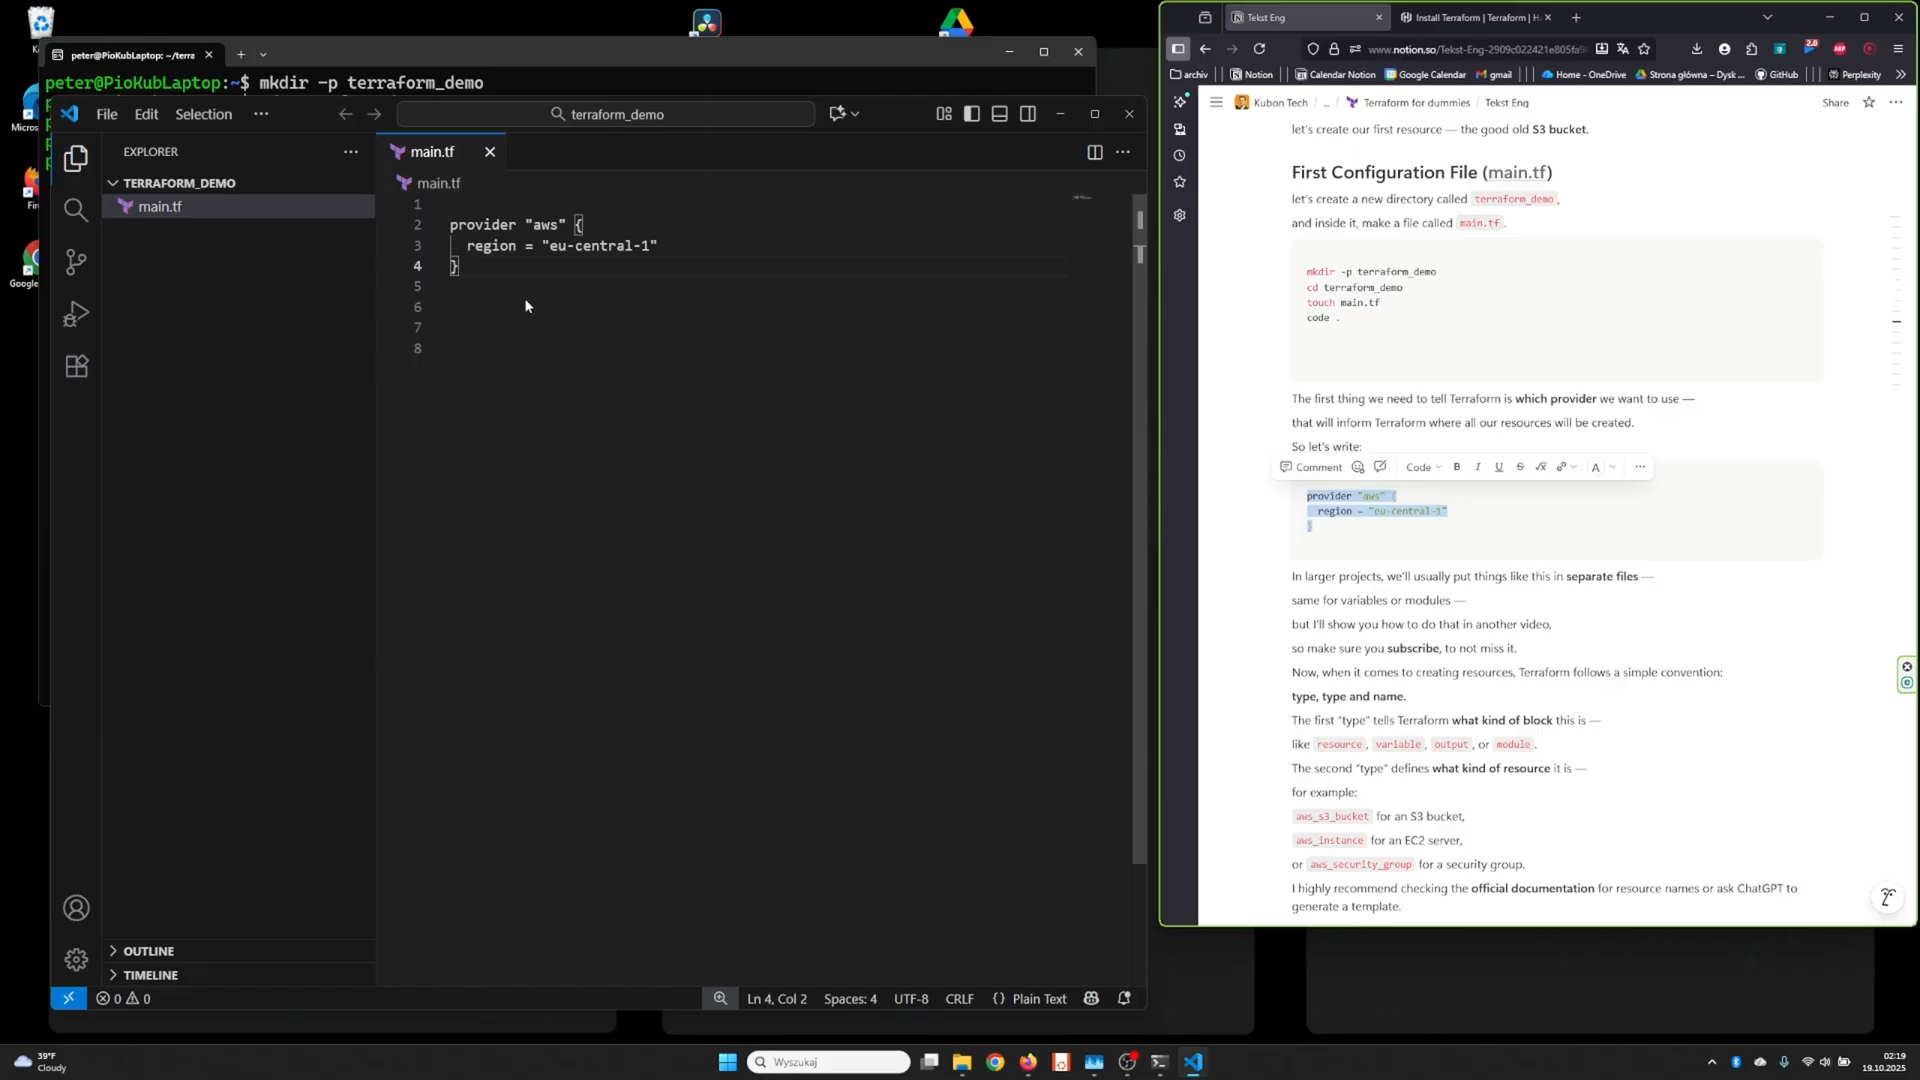 peter@PioKubLaptop: ~/terra
peter@PioKubLaptop:~$ mkdir -p terraform_demo
File Edit Selection ···
terraform_demo
EXPLORER
TERRAFORM_DEMO
main.tf
OUTLINE
TIMELINE
main.tf
main.tf
1
2 provider "aws" {
3 region = "eu-central-1"
4 }
5
6
7
8
0 0
Ln 4, Col 2 Spaces: 4 UTF-8 CRLF {} Plain Text
Tekst Eng
Install Terraform | Terraform | H
www.notion.so/Tekst-Eng-2909c022421e805fa9
2.0
archiv Notion Calendar Notion Google Calendar gmail Home - OneDrive Strona główna – Dysk ... GitHub Perplexity
Kubon Tech / ... / Terraform for dummies / Tekst Eng
Share
let's create our first resource — the good old S3 bucket.
First Configuration File (main.tf)
let's create a new directory called terraform_demo,
and inside it, make a file called main.tf.
mkdir -p terraform_demo
cd terraform_demo
touch main.tf
code .
The first thing we need to tell Terraform is which provider we want to use —
that will inform Terraform where all our resources will be created.
So let's write:
Comment Code B I U S √x A ···
provider "aws" {
region = "eu-central-1"
}
In larger projects, we'll usually put things like this in separate files —
same for variables or modules —
but I'll show you how to do that in another video,
so make sure you subscribe, to not miss it.
Now, when it comes to creating resources, Terraform follows a simple convention:
type, type and name.
The first "type" tells Terraform what kind of block this is —
like resource, variable, output, or module.
The second "type" defines what kind of resource it is —
for example:
aws_s3_bucket for an S3 bucket,
aws_instance for an EC2 server,
or aws_security_group for a security group.
I highly recommend checking the official documentation for resource names or ask ChatGPT to
generate a template.
39°F
Cloudy
Wyszukaj
02:19
19.10.2025